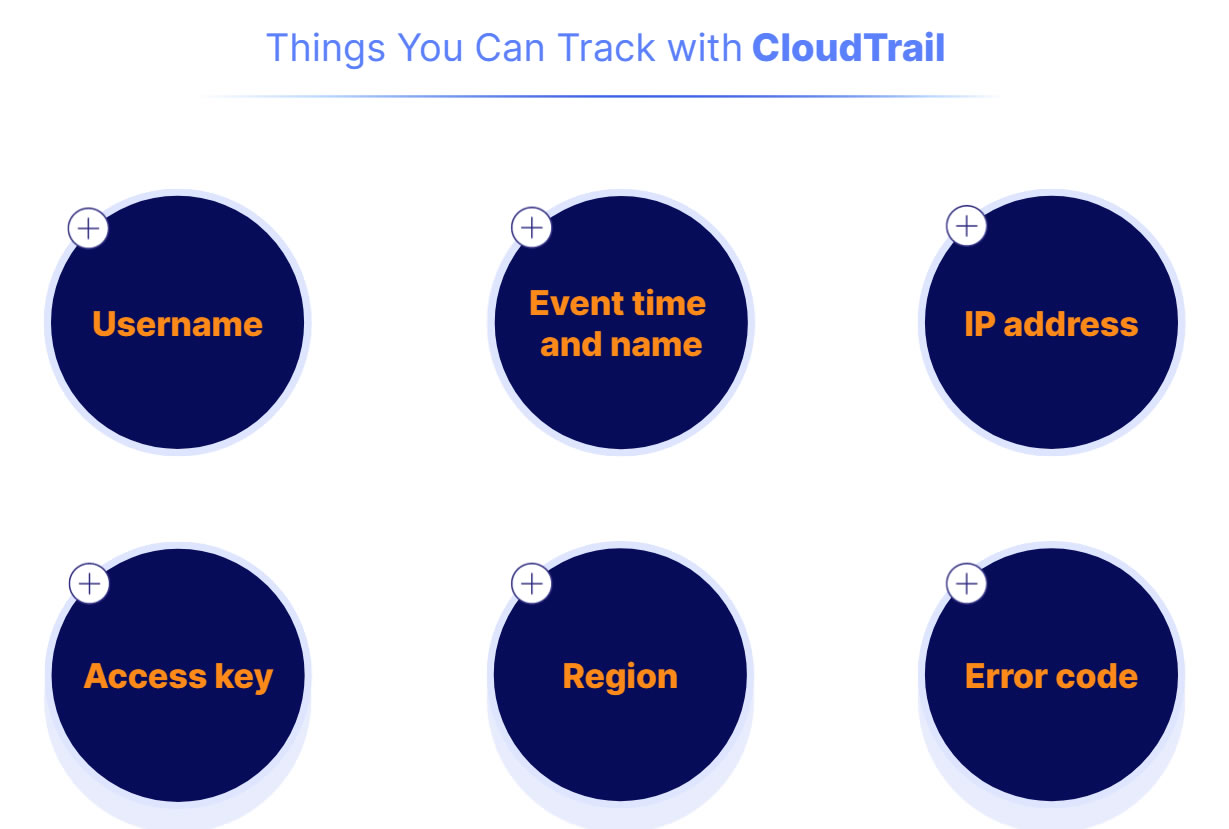 Things You Can Track with CloudTrail
Username
Event time
and name
IP address
Access key
Region
Error code